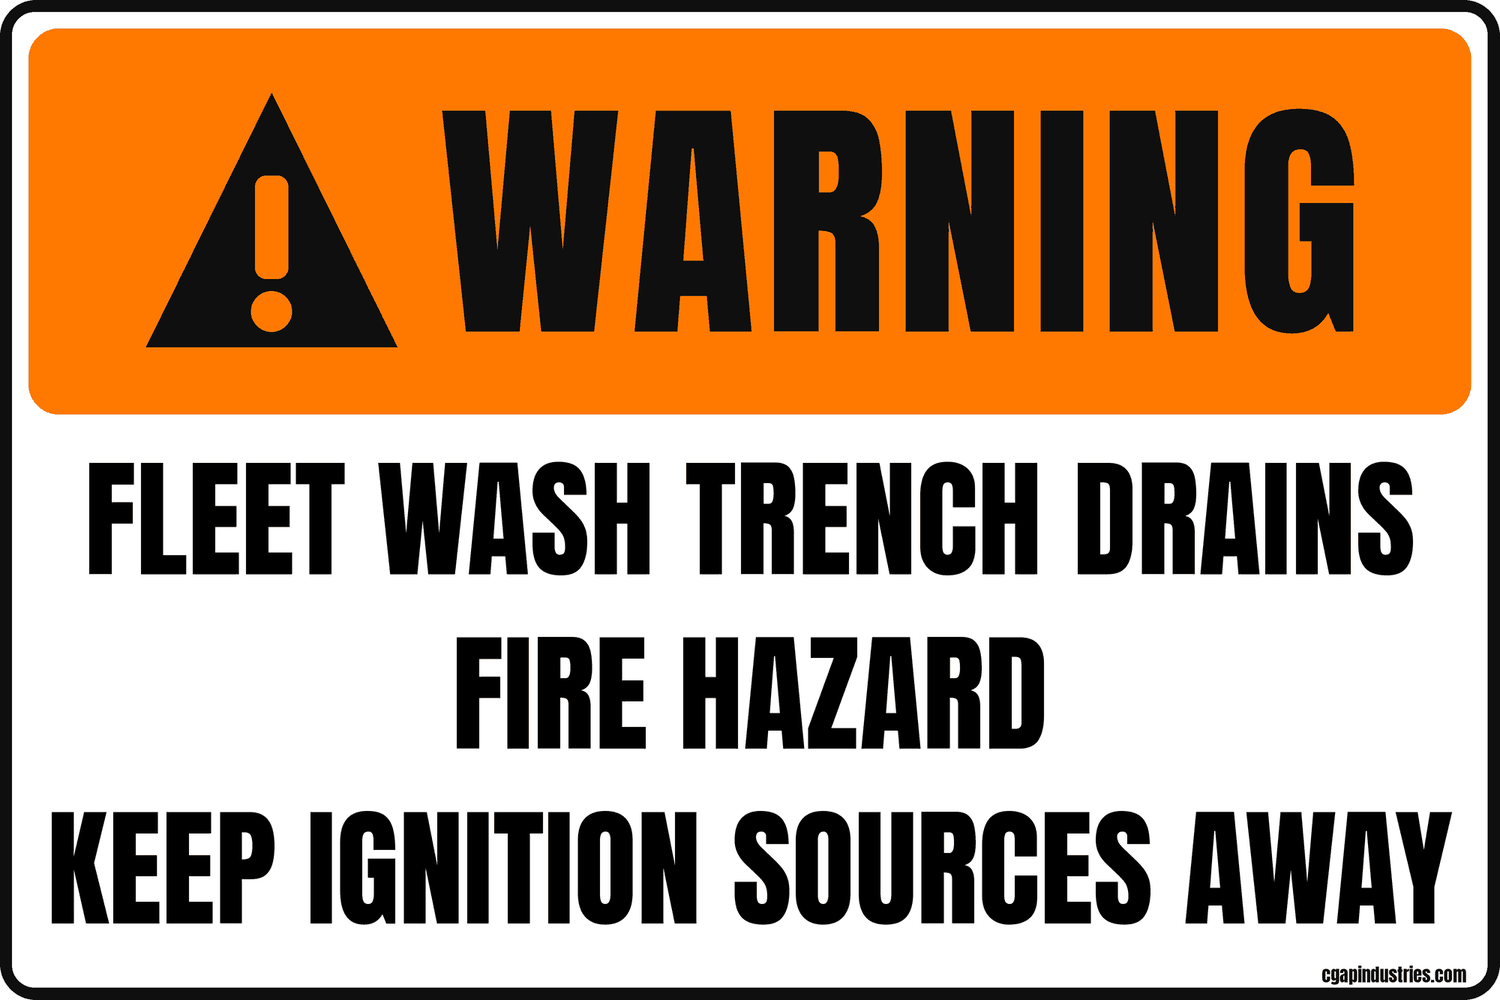 WARNING
FLEET WASH TRENCH DRAINS
FIRE HAZARD
KEEP IGNITION SOURCES AWAY
cgapindustries.com